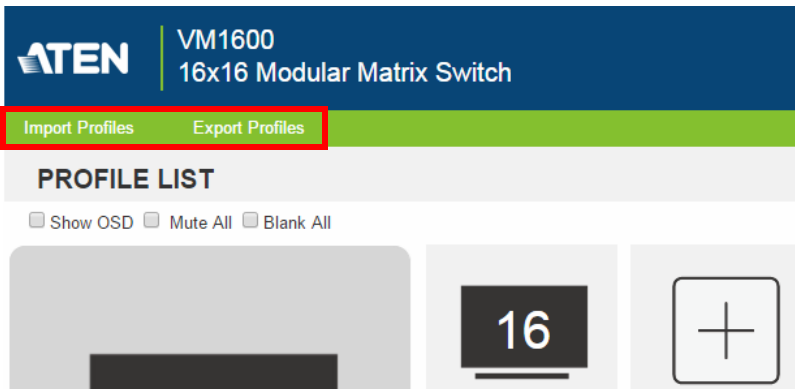 ATEN
VM1600
16x16 Modular Matrix Switch
Import Profiles Export Profiles
PROFILE LIST
Show OSD Mute All Blank All
16